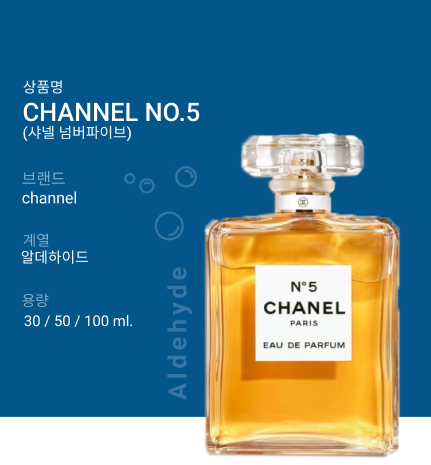 상품명
CHANNEL NO.5
(샤넬 넘버파이브)
브랜드
channel
계열
알데하이드
용량
30 / 50 / 100 ml.
Aldehyde
N°5
CHANEL
PARIS
EAU DE PARFUM